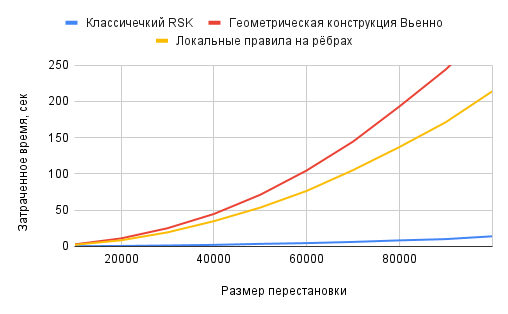 Классичечкий RSK
Геометрическая конструкция Вьенно
Локальные правила на рёбрах
250
200
150
100
50
0
20000
40000
60000
80000
Затраченное время, сек
Размер перестановки